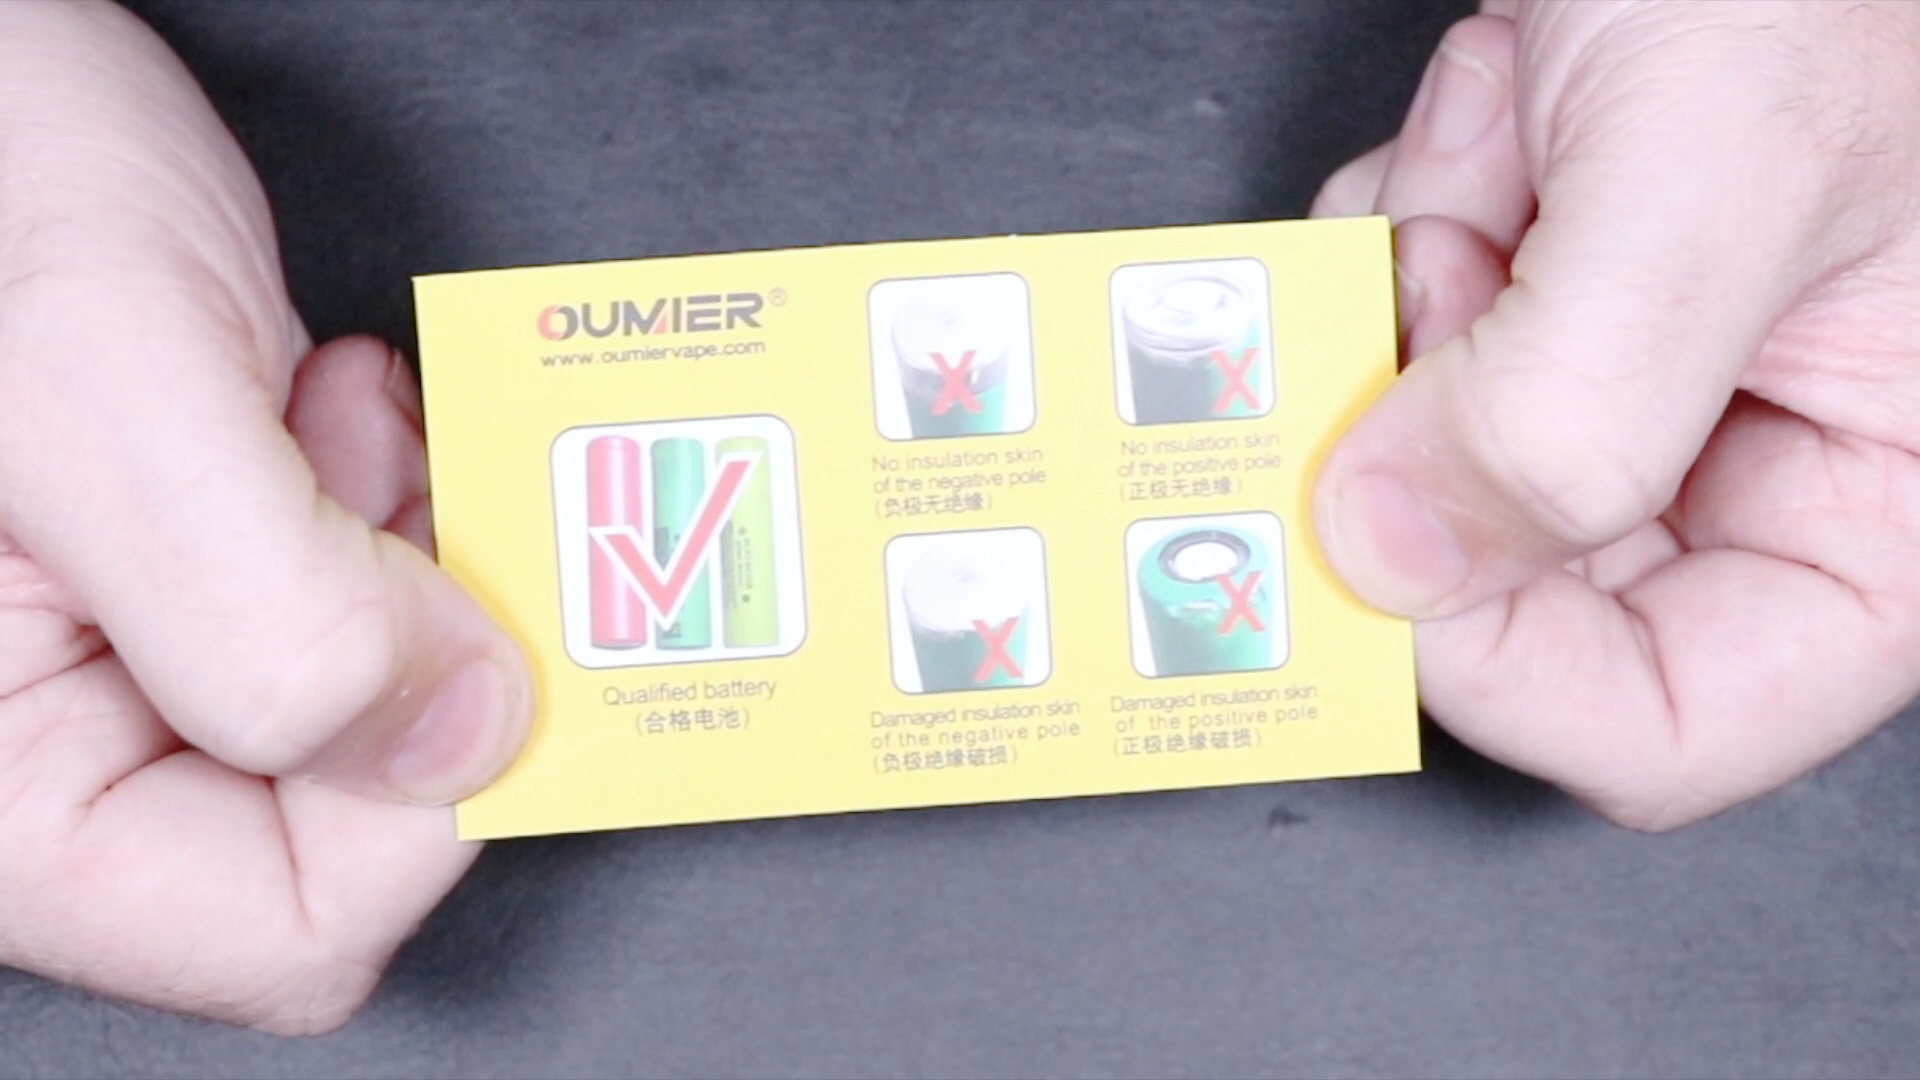 OUMIER®
www.oumiervape.com
Qualified battery
(合格电池)
No insulation skin
of the negative pole
(负极无绝缘)
No insulation skin
of the positive pole
(正极无绝缘)
Damaged insulation skin
of the negative pole
(负极绝缘破损)
Damaged insulation skin
of the positive pole
(正极绝缘破损)